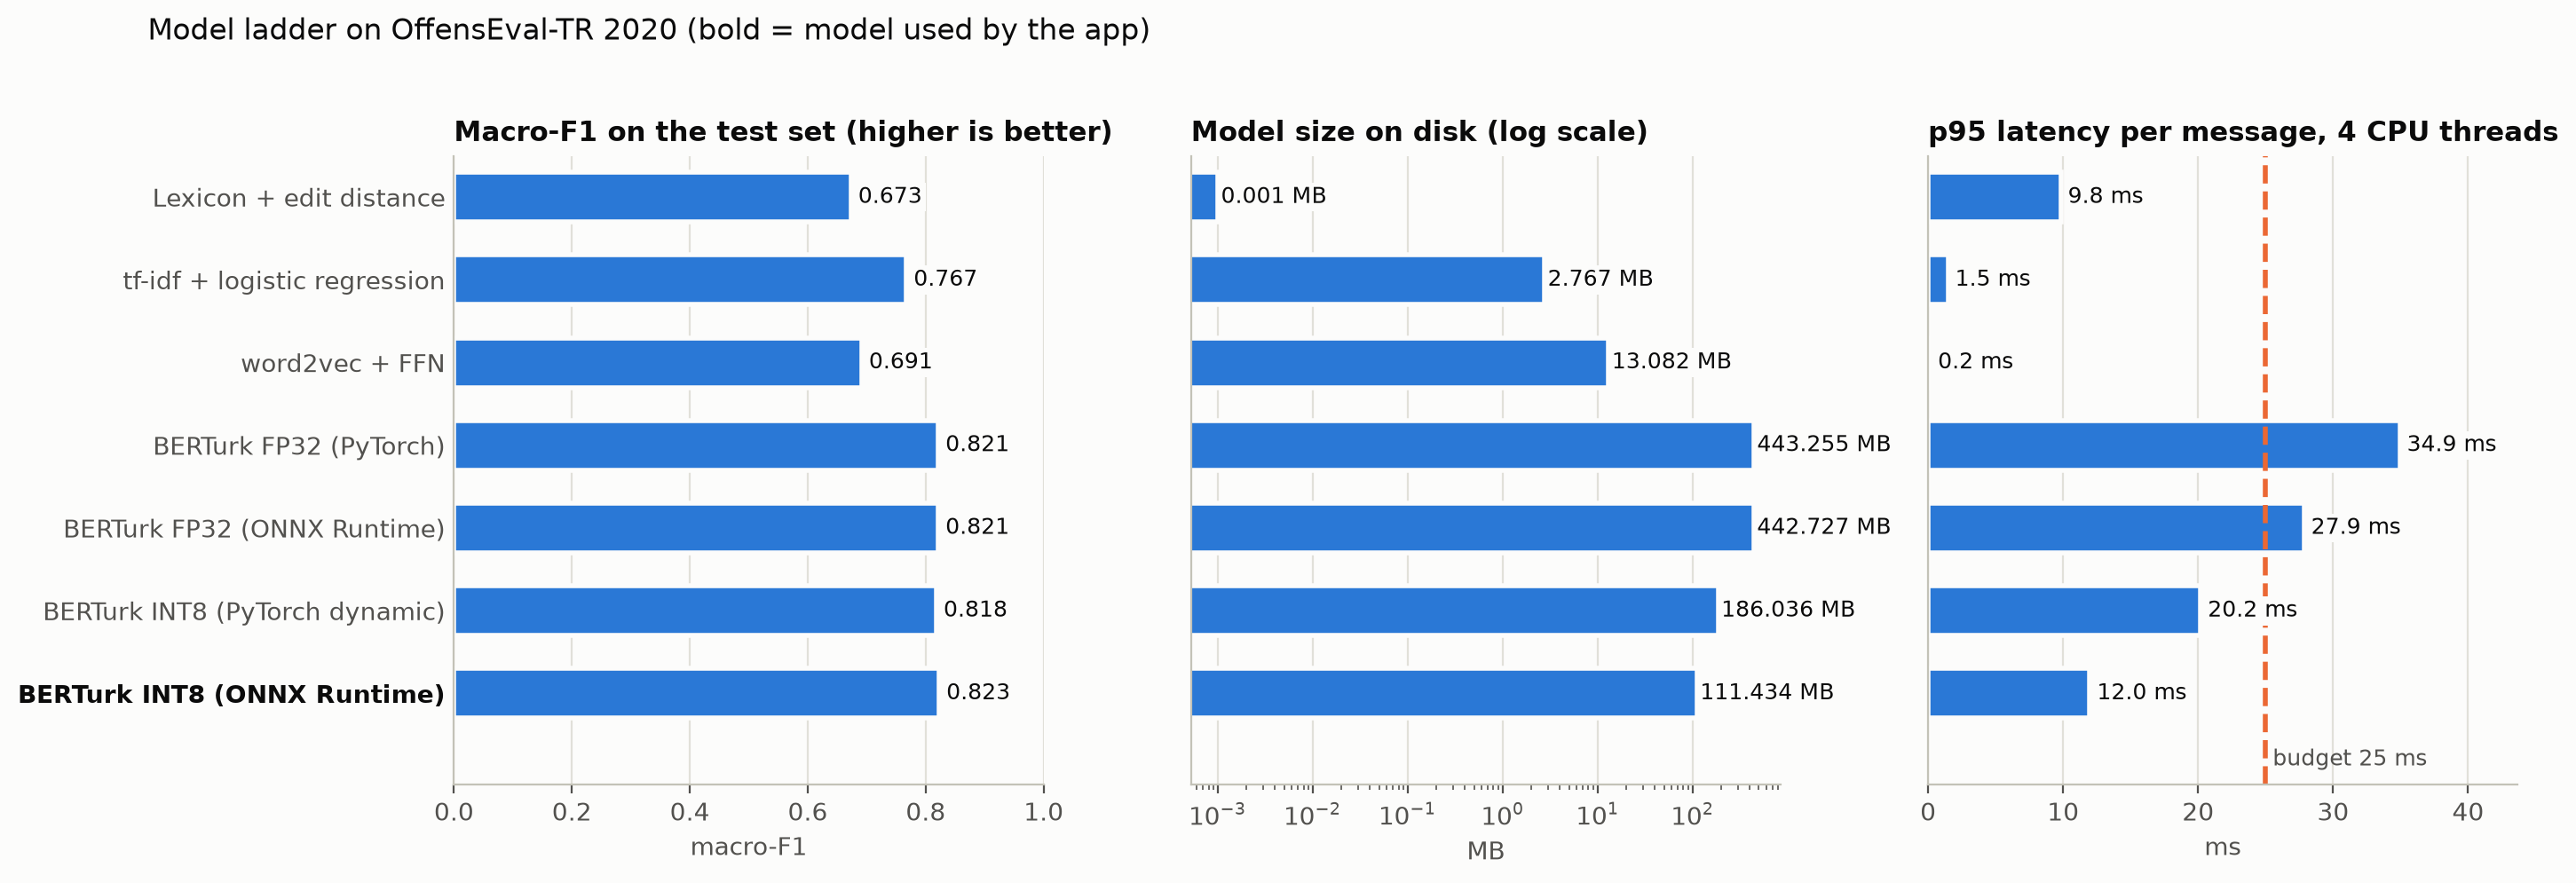 Model ladder on OffensEval-TR 2020 (bold = model used by the app)
Macro-F1 on the test set (higher is better)
Lexicon + edit distance
0.673
tf-idf + logistic regression
0.767
word2vec + FFN
0.691
BERTurk FP32 (PyTorch)
0.821
BERTurk FP32 (ONNX Runtime)
0.821
BERTurk INT8 (PyTorch dynamic)
0.818
BERTurk INT8 (ONNX Runtime)
0.823
0.0 0.2 0.4 0.6 0.8 1.0
macro-F1
Model size on disk (log scale)
0.001 MB
2.767 MB
13.082 MB
443.255 MB
442.727 MB
186.036 MB
111.434 MB
10⁻³ 10⁻² 10⁻¹ 10⁰ 10¹ 10²
MB
p95 latency per message, 4 CPU threads
9.8 ms
1.5 ms
0.2 ms
34.9 ms
27.9 ms
20.2 ms
12.0 ms
budget 25 ms
0 10 20 30 40
ms